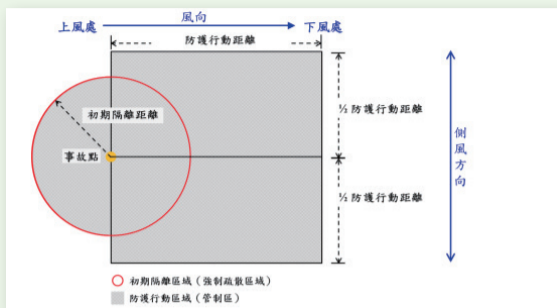 風向
上風處
下風處
防護行動距離
初期隔離距離
½ 防護行動距離
事故點
側風方向
½ 防護行動距離
初期隔離區域（強制疏散區域）
防護行動區域（管制區）